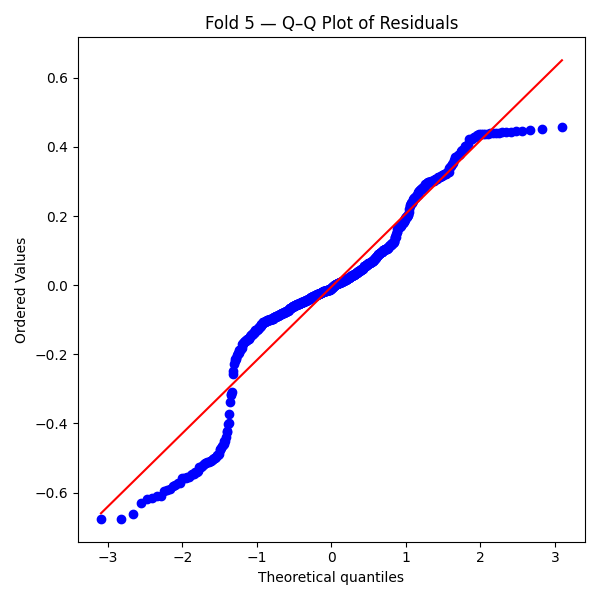 Fold 5 — Q–Q Plot of Residuals
Ordered Values
0.6
0.4
0.2
0.0
−0.2
−0.4
−0.6
−3 −2 −1 0 1 2 3
Theoretical quantiles